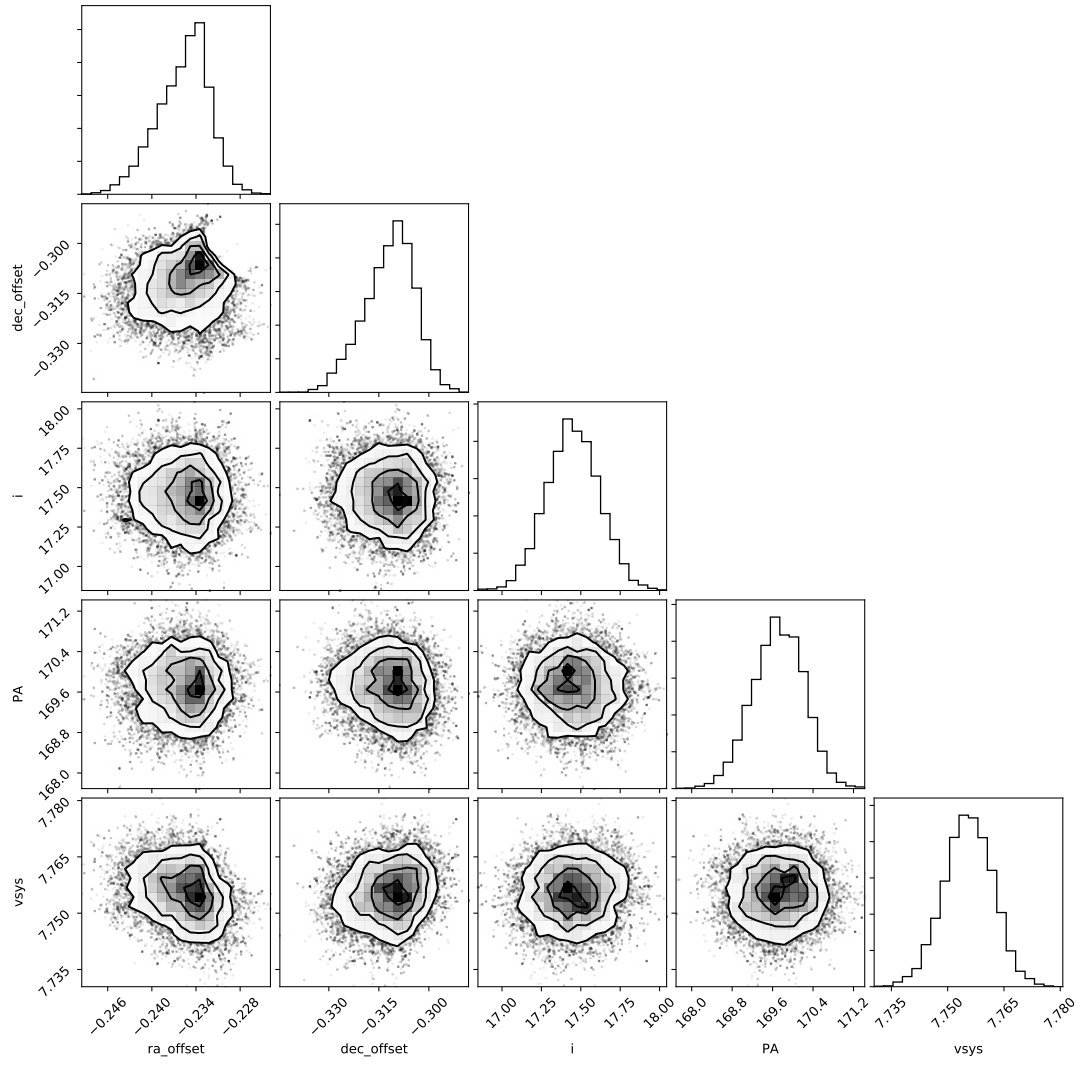 dec_offset
−0.300
−0.315
−0.330
i
18.00
17.75
17.50
17.25
17.00
PA
171.2
170.4
169.6
168.8
168.0
vsys
7.780
7.765
7.750
7.735
−0.246 −0.240 −0.234 −0.228
−0.330 −0.315 −0.300
17.00 17.25 17.50 17.75 18.00
168.0 168.8 169.6 170.4 171.2
7.735 7.750 7.765 7.780
ra_offset dec_offset i PA vsys